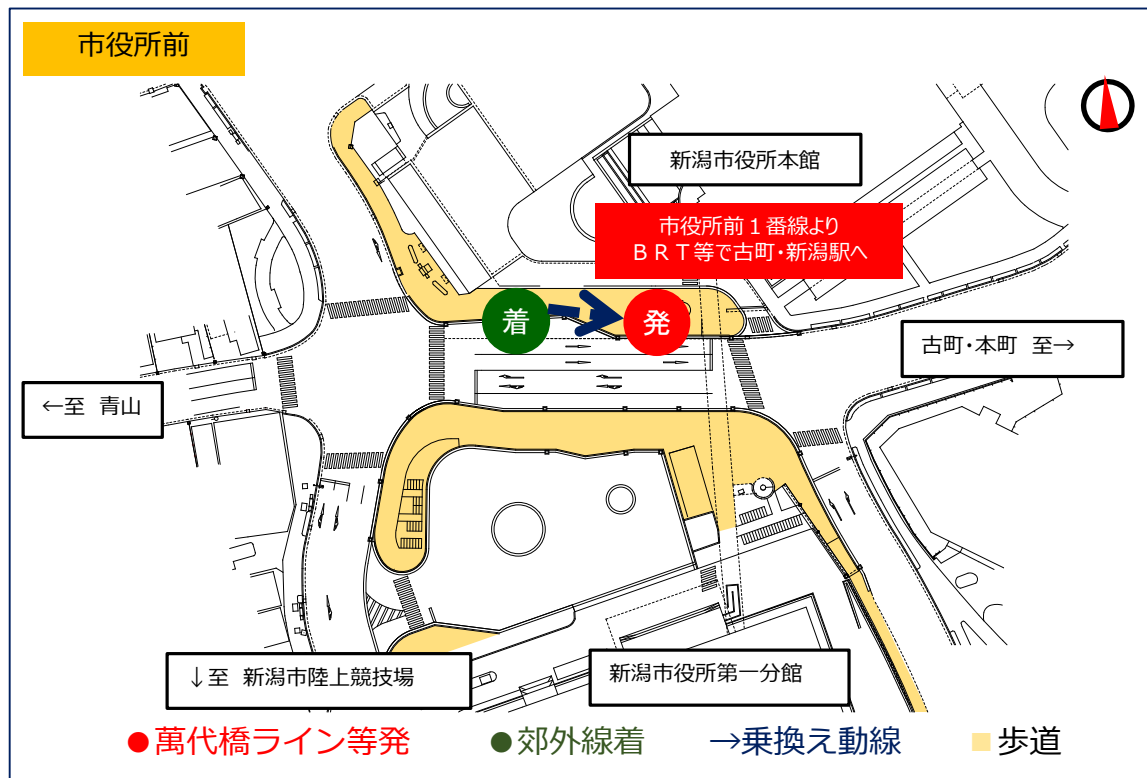 市役所前
新潟市役所本館
市役所前1番線より
BRT等で古町・新潟駅へ
着
発
古町・本町 至→
←至 青山
↓至 新潟市陸上競技場
新潟市役所第一分館
●萬代橋ライン等発 ●郊外線着 →乗換え動線 ■歩道